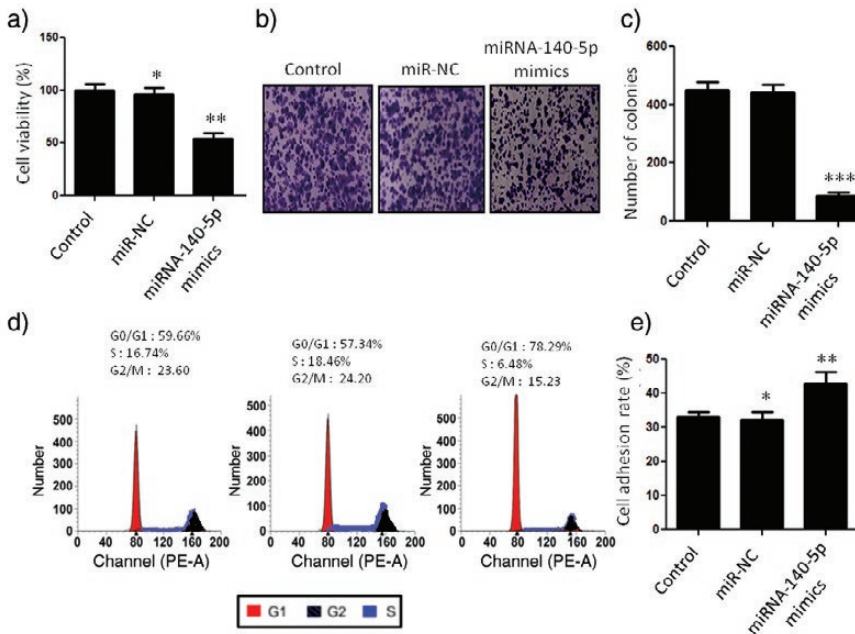 a)
Cell viability (%)
150
100
50
0
*
**
Control
miR-NC
miRNA-140-5p
mimics
b)
Control
miR-NC
miRNA-140-5p
mimics
c)
Number of colonies
600
400
200
0
***
Control
miR-NC
miRNA-140-5p
mimics
d)
G0/G1 : 59.66%
S : 16.74%
G2/M : 23.60
Number
500
400
300
200
100
0
0 40 80 120 160 200
Channel (PE-A)
G0/G1 : 57.34%
S : 18.46%
G2/M : 24.20
Number
500
400
300
200
100
0
0 40 80 120 160 200
Channel (PE-A)
G0/G1 : 78.29%
S : 6.48%
G2/M : 15.23
Number
500
400
300
200
100
0
0 40 80 120 160 200
Channel (PE-A)
G1 G2 S
e)
Cell adhesion rate (%)
50
40
30
20
10
0
*
**
Control
miR-NC
miRNA-140-5p
mimics